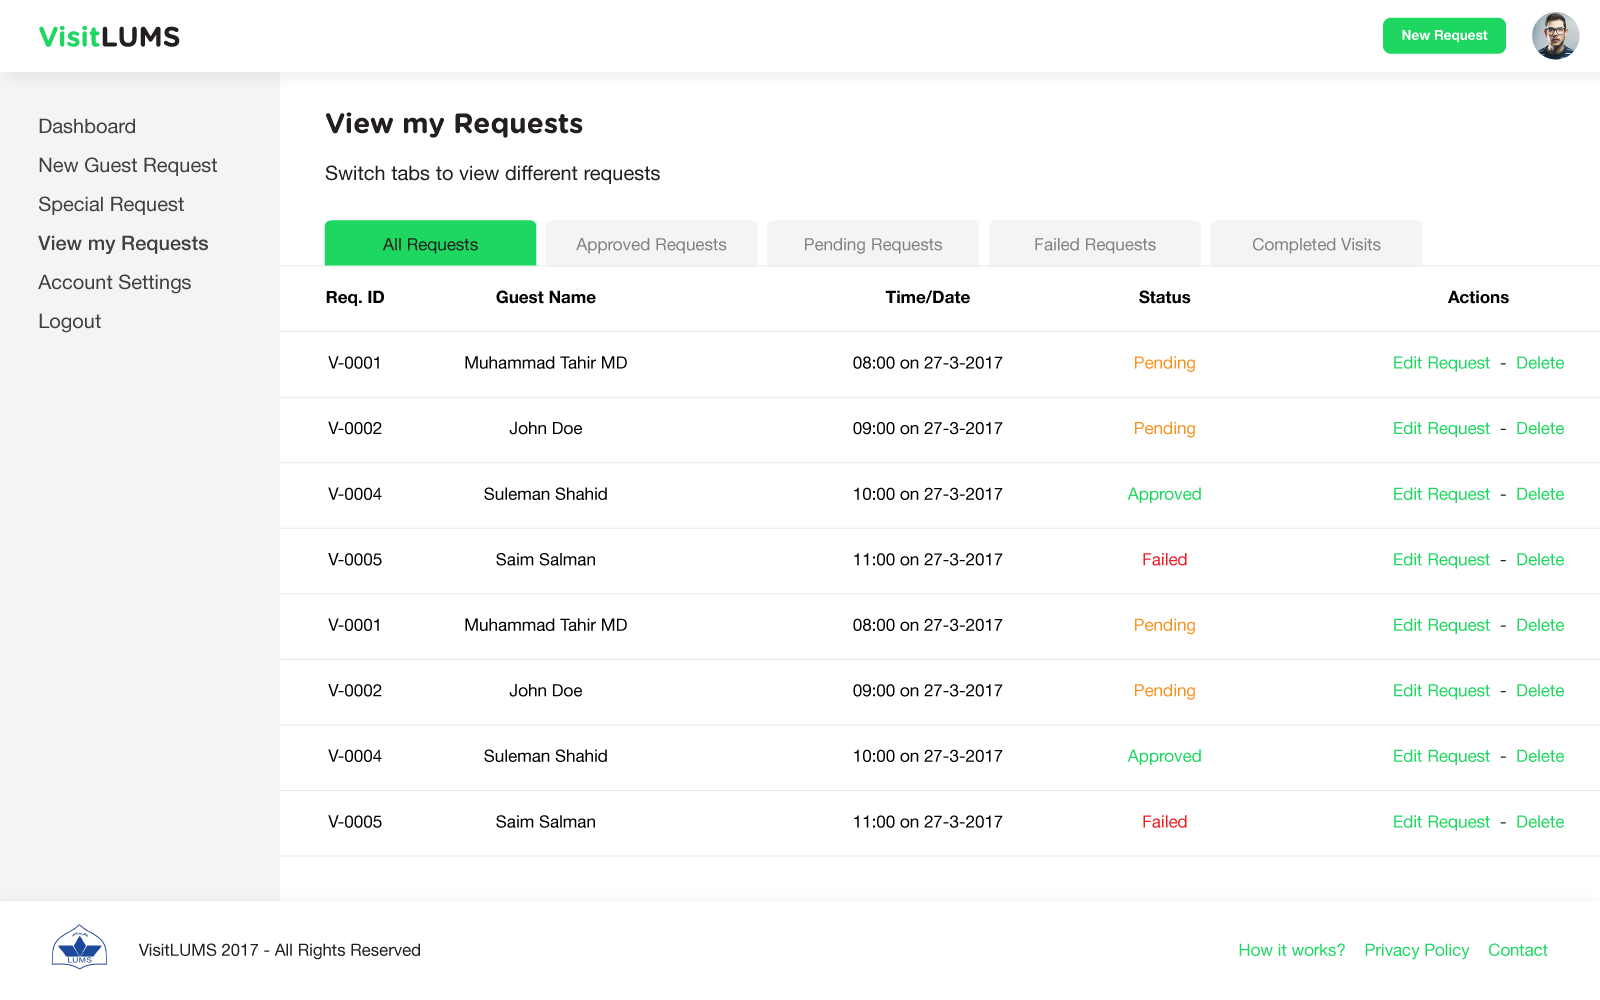 VisitLUMS
New Request
Dashboard
New Guest Request
Special Request
View my Requests
Account Settings
Logout
View my Requests
Switch tabs to view different requests
All Requests Approved Requests Pending Requests Failed Requests Completed Visits
Req. ID Guest Name Time/Date Status Actions
V-0001 Muhammad Tahir MD 08:00 on 27-3-2017 Pending Edit Request - Delete
V-0002 John Doe 09:00 on 27-3-2017 Pending Edit Request - Delete
V-0004 Suleman Shahid 10:00 on 27-3-2017 Approved Edit Request - Delete
V-0005 Saim Salman 11:00 on 27-3-2017 Failed Edit Request - Delete
V-0001 Muhammad Tahir MD 08:00 on 27-3-2017 Pending Edit Request - Delete
V-0002 John Doe 09:00 on 27-3-2017 Pending Edit Request - Delete
V-0004 Suleman Shahid 10:00 on 27-3-2017 Approved Edit Request - Delete
V-0005 Saim Salman 11:00 on 27-3-2017 Failed Edit Request - Delete
LUMS
VisitLUMS 2017 - All Rights Reserved
How it works? Privacy Policy Contact